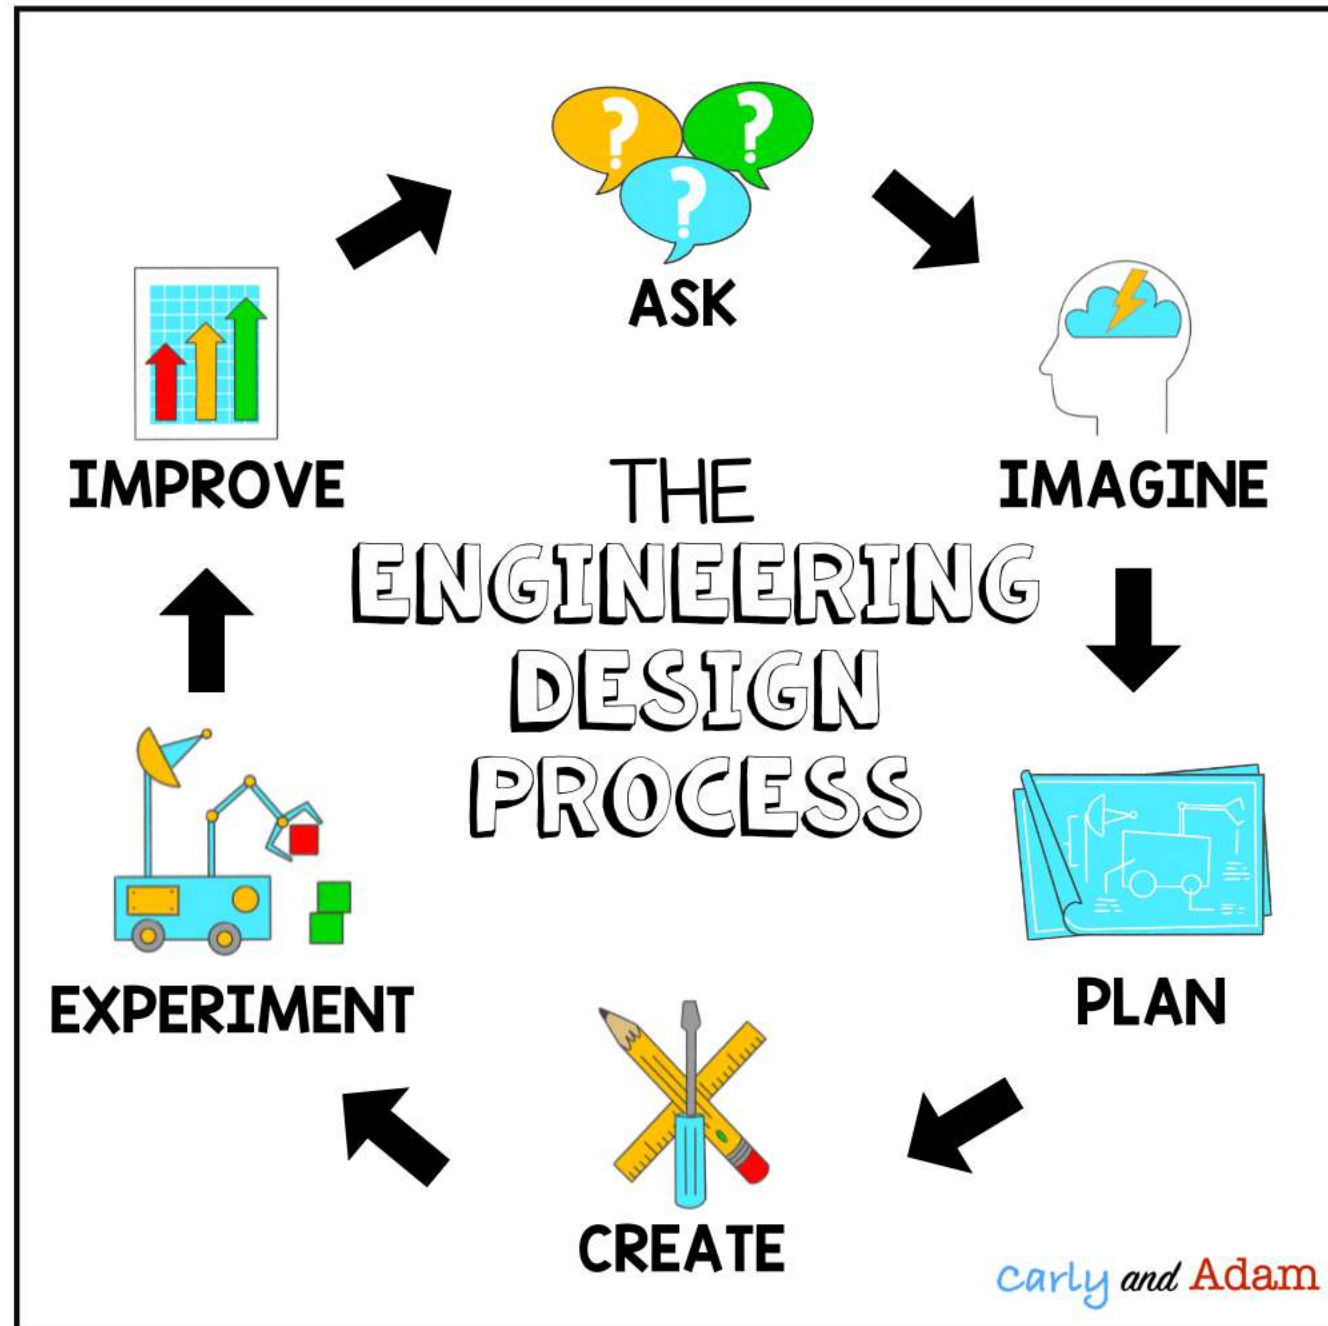 ASK
IMAGINE
IMPROVE
THE
ENGINEERING
DESIGN
PROCESS
PLAN
EXPERIMENT
CREATE
Carly and Adam